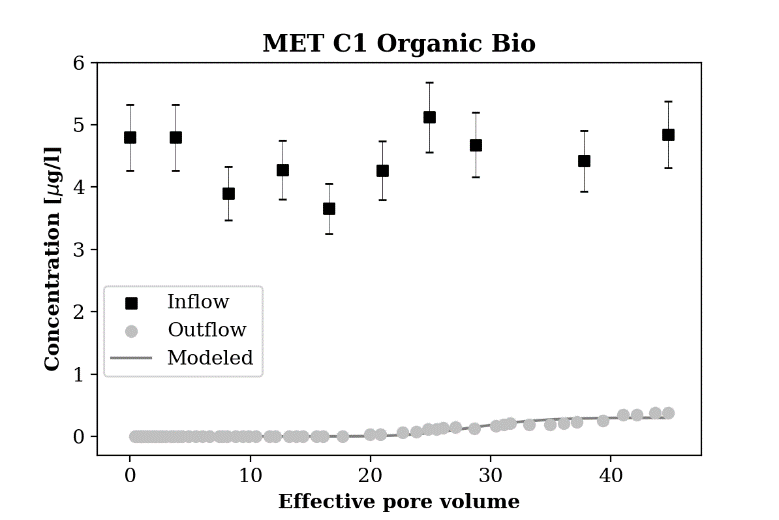 MET C1 Organic Bio
6
5
4
3
2
1
0
Concentration [μg/l]
Inflow
Outflow
Modeled
0 10 20 30 40
Effective pore volume